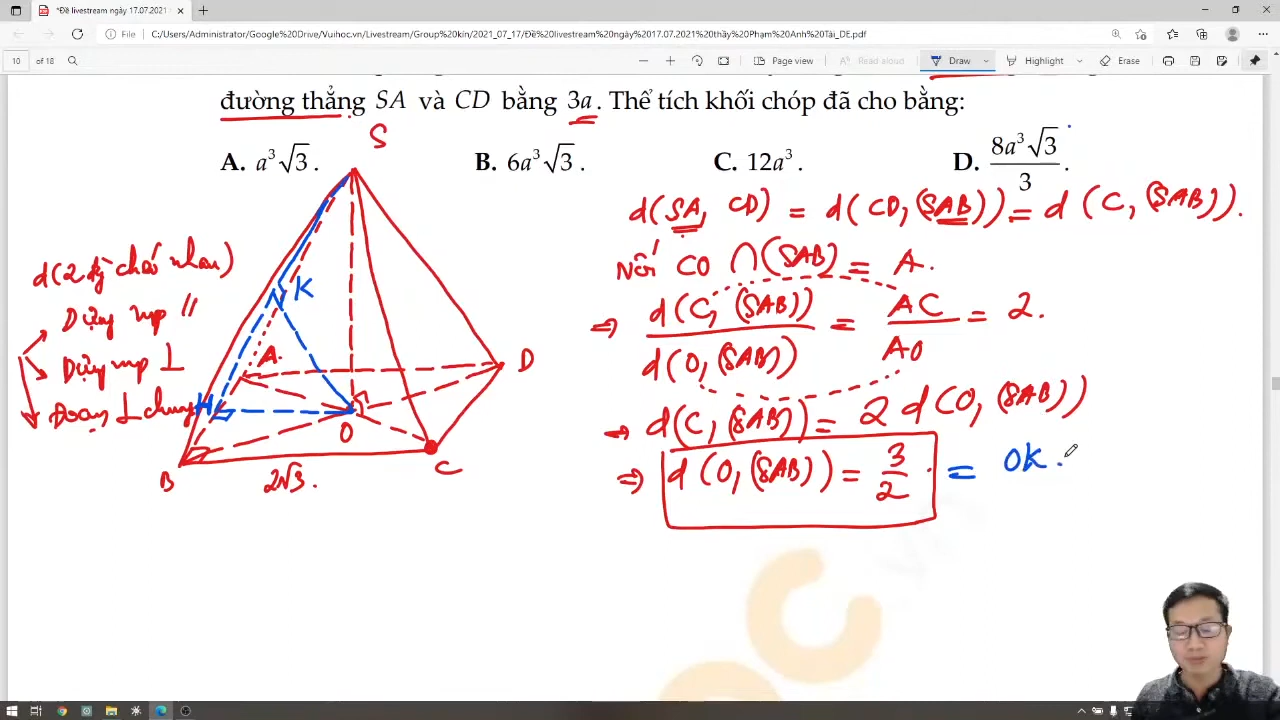 *Đề livestream ngày 17.07.2021
File
C:/Users/Administrator/Google%20Drive/Vuihoc.vn/Livestream/Group%20kín/2021_07_17/Đề%20livestream%20ngày%2017.07.2021%20thầy%20Phạm%20Anh%20Tài_DE.pdf
10 of 18
Page view
Read aloud
Draw
Highlight
Erase
đường thẳng SA và CD bằng 3a. Thể tích khối chóp đã cho bằng:
A. a³√3. B. 6a³√3. C. 12a³. D. 8a³√3/3.
S
d(SA, CD) = d(CD, (SAB)) = d(C, (SAB)).
d(2 đg chéo nhau)
Nối CO ∩ (SAB) = A.
Dựng mp //
K
⇒ d(C, (SAB))/d(O, (SAB)) = AC/AO = 2.
Dựng mp ⊥
A.
D
Đoạn ⊥ chung
H
O
→ d(C, (SAB)) = 2 d(O, (SAB))
B
2√3.
C
⇒ d(O, (SAB)) = 3/2. = OK.